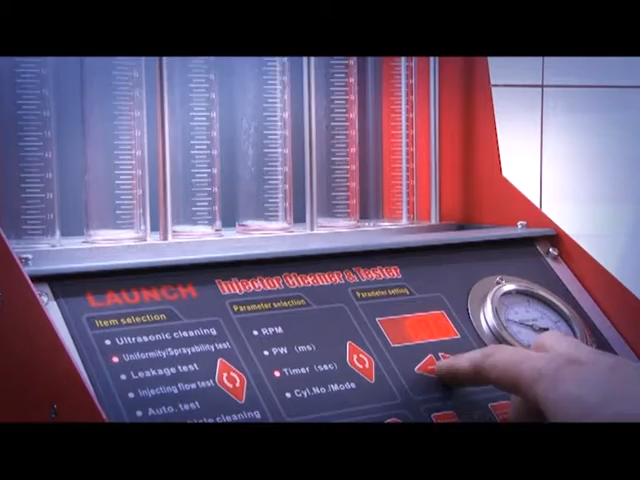 LAUNCH Injector Cleaner & Tester
Item selection
Ultrasonic cleaning
Uniformity/Sprayability test
Leakage test
Injecting flow test
Auto. test
cleaning
Parameter selection
RPM
PW (ms)
Timer (sec)
Cyl.No./Mode
Parameter setting